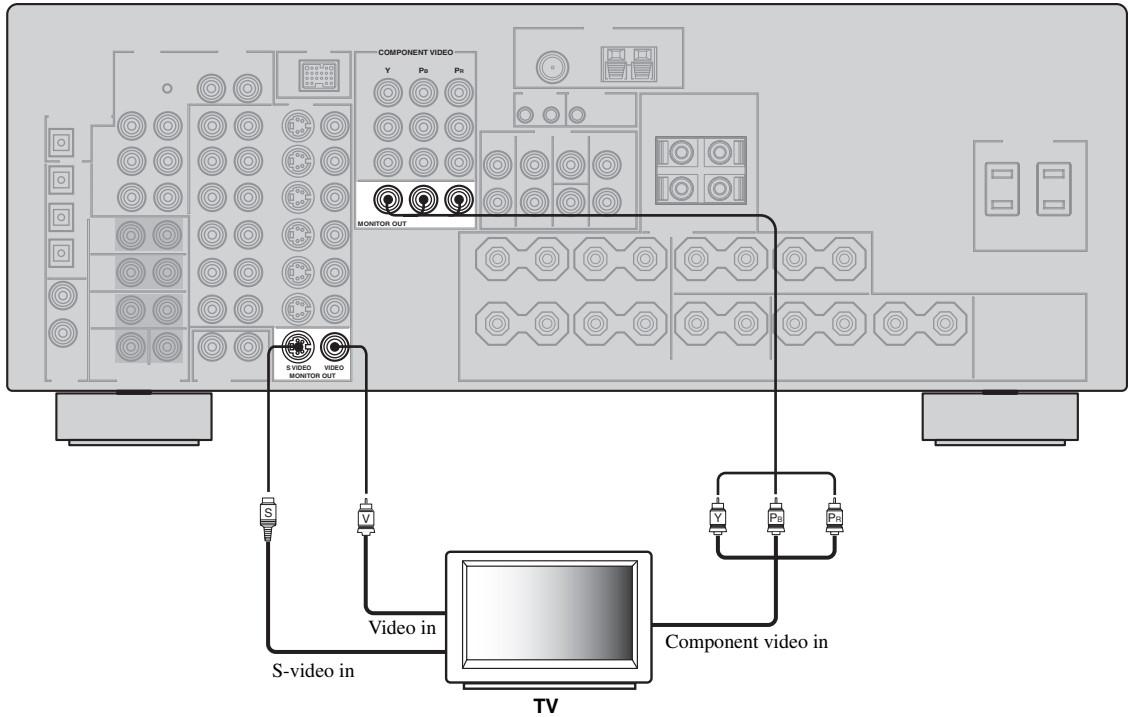 COMPONENT VIDEO
Y PB PR
MONITOR OUT
S VIDEO VIDEO
MONITOR OUT
S
V
Y
PB
PR
Video in
Component video in
S-video in
TV